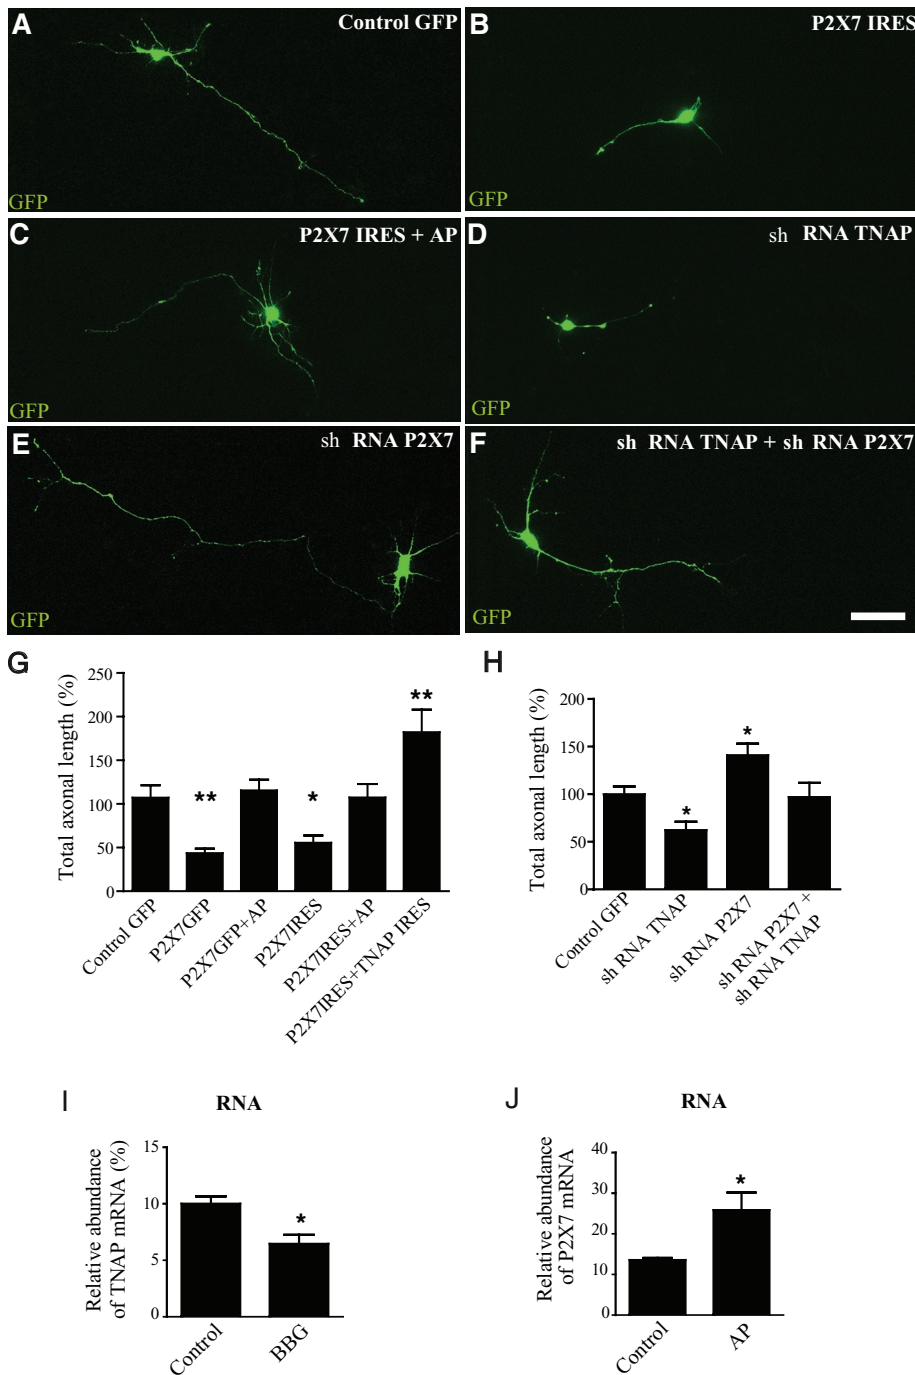 A
Control GFP
GFP
B
P2X7 IRES
GFP
C
P2X7 IRES + AP
GFP
D
sh RNA TNAP
GFP
E
sh RNA P2X7
GFP
F
sh RNA TNAP + sh RNA P2X7
GFP
G
Total axonal length (%)
250
200
150
100
50
0
**
*
**
Control GFP
P2X7GFP
P2X7GFP+AP
P2X7IRES
P2X7IRES+AP
P2X7IRES+TNAP IRES
H
Total axonal length (%)
200
150
100
50
0
*
*
Control GFP
sh RNA TNAP
sh RNA P2X7
sh RNA P2X7 +
sh RNA TNAP
I
RNA
Relative abundance
of TNAP mRNA (%)
15
10
5
0
*
Control
BBG
J
RNA
Relative abundance
of P2X7 mRNA
40
30
20
10
0
*
Control
AP